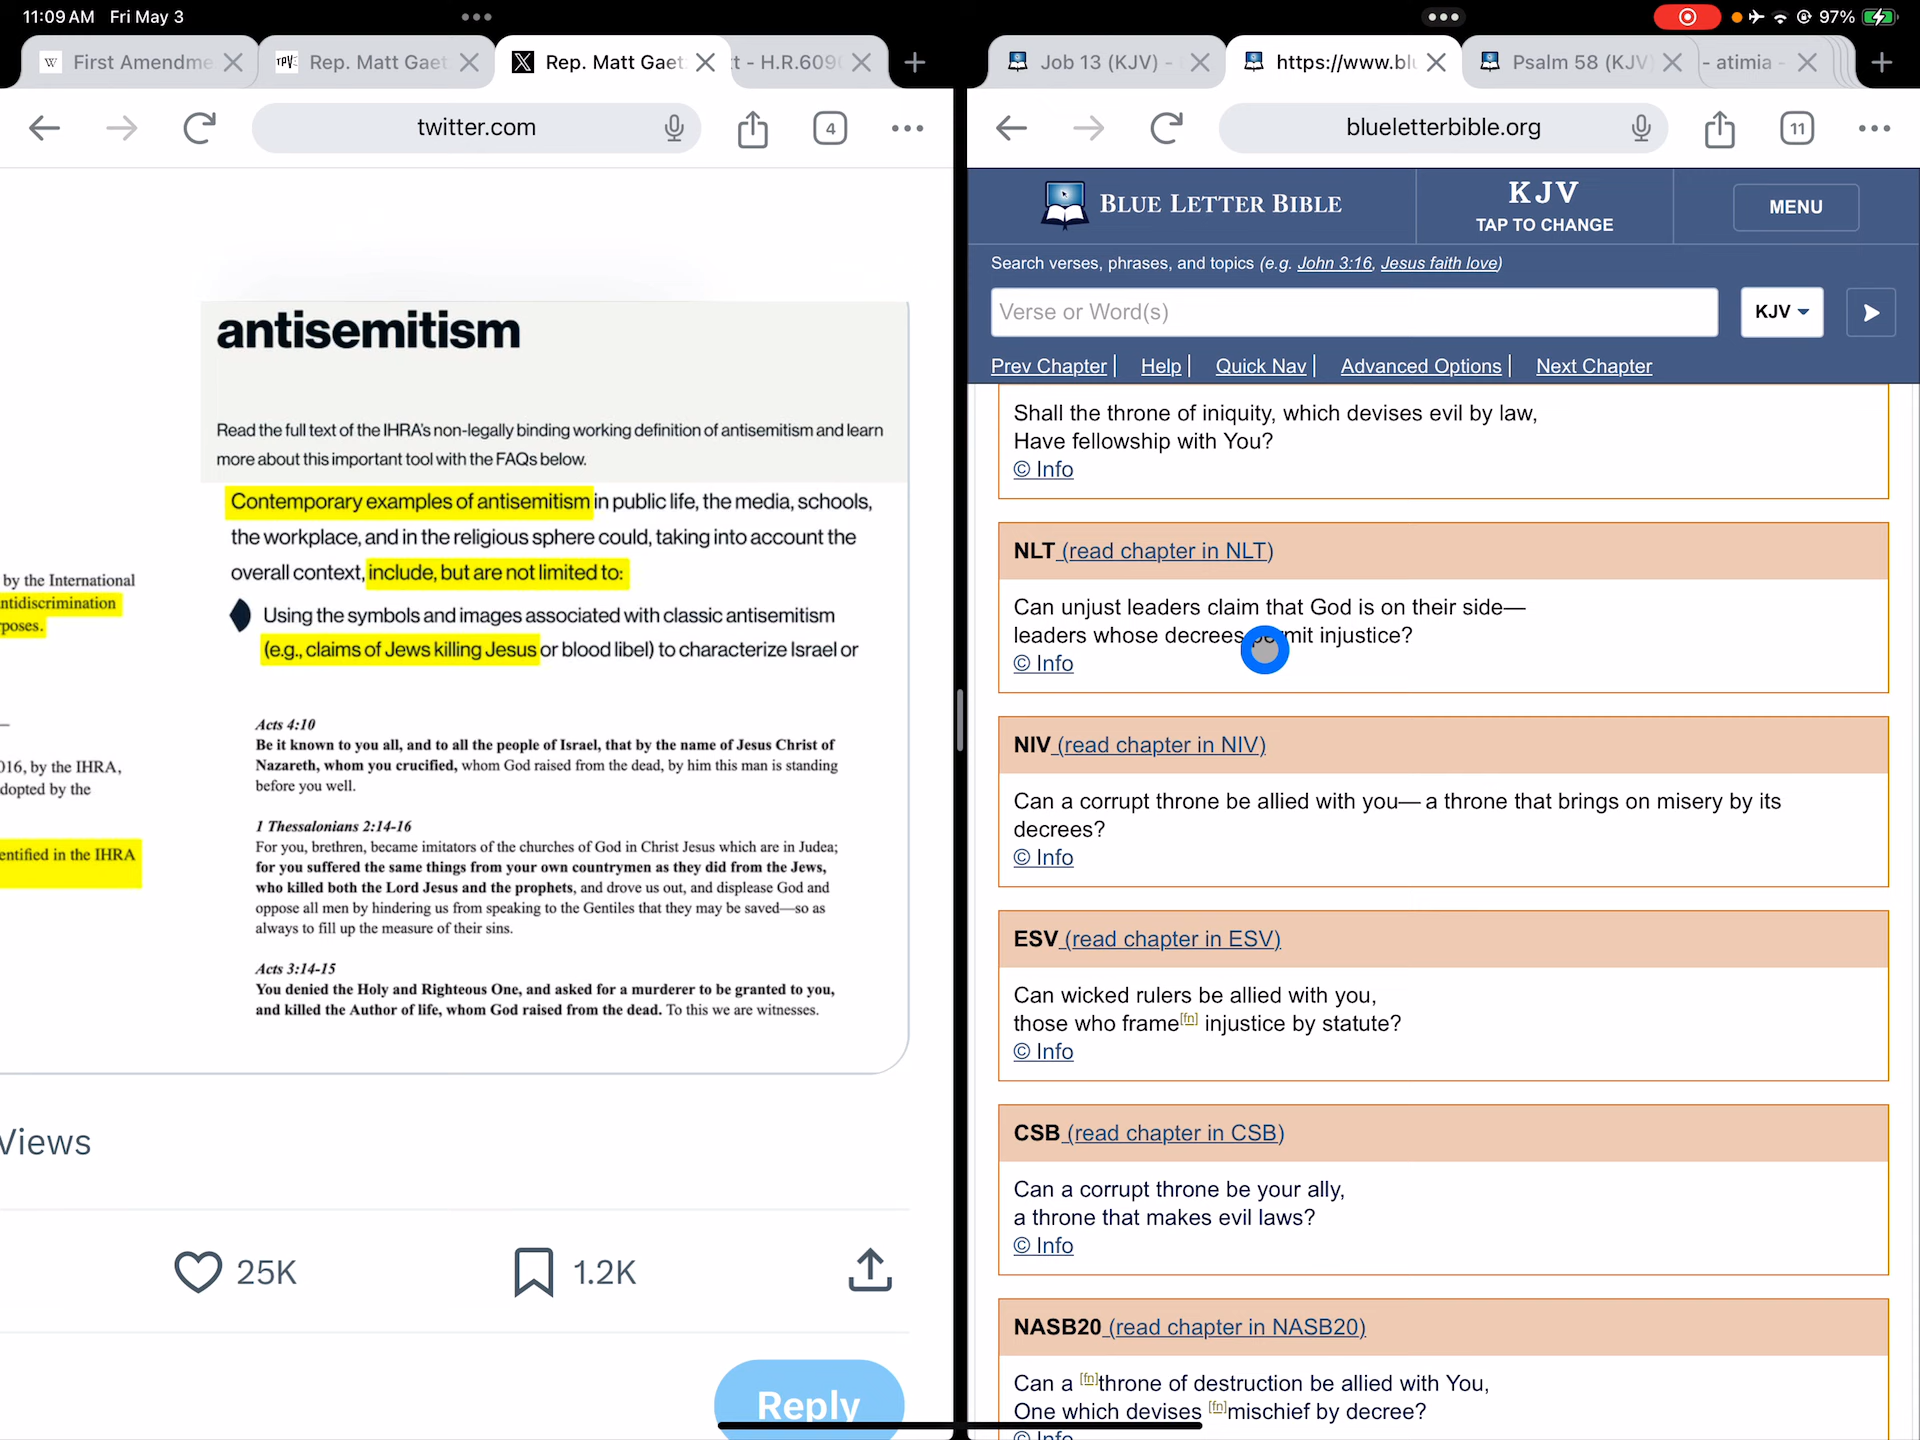 11:09 AM Fri May 3
97%
First Amendme
Rep. Matt Gaet
Rep. Matt Gaet
t - H.R.609
twitter.com
4
antisemitism
Read the full text of the IHRA's non-legally binding working definition of antisemitism and learn
more about this important tool with the FAQs below.
Contemporary examples of antisemitism in public life, the media, schools,
the workplace, and in the religious sphere could, taking into account the
overall context, include, but are not limited to:
Using the symbols and images associated with classic antisemitism
(e.g., claims of Jews killing Jesus or blood libel) to characterize Israel or
by the International
ntidiscrimination
poses.
016, by the IHRA,
dopted by the
entified in the IHRA
Acts 4:10
Be it known to you all, and to all the people of Israel, that by the name of Jesus Christ of
Nazareth, whom you crucified, whom God raised from the dead, by him this man is standing
before you well.
1 Thessalonians 2:14-16
For you, brethren, became imitators of the churches of God in Christ Jesus which are in Judea;
for you suffered the same things from your own countrymen as they did from the Jews,
who killed both the Lord Jesus and the prophets, and drove us out, and displease God and
oppose all men by hindering us from speaking to the Gentiles that they may be saved—so as
always to fill up the measure of their sins.
Acts 3:14-15
You denied the Holy and Righteous One, and asked for a murderer to be granted to you,
and killed the Author of life, whom God raised from the dead. To this we are witnesses.
Views
25K
1.2K
Reply
Job 13 (KJV) -
https://www.bl
Psalm 58 (KJV
- atimia -
blueletterbible.org
11
BLUE LETTER BIBLE
KJV
TAP TO CHANGE
MENU
Search verses, phrases, and topics (e.g. John 3:16, Jesus faith love)
Verse or Word(s)
KJV
Prev Chapter | Help | Quick Nav | Advanced Options | Next Chapter
Shall the throne of iniquity, which devises evil by law,
Have fellowship with You?
© Info
NLT (read chapter in NLT)
Can unjust leaders claim that God is on their side—
leaders whose decrees permit injustice?
© Info
NIV (read chapter in NIV)
Can a corrupt throne be allied with you— a throne that brings on misery by its
decrees?
© Info
ESV (read chapter in ESV)
Can wicked rulers be allied with you,
those who frame[fn] injustice by statute?
© Info
CSB (read chapter in CSB)
Can a corrupt throne be your ally,
a throne that makes evil laws?
© Info
NASB20 (read chapter in NASB20)
Can a [fn]throne of destruction be allied with You,
One which devises [fn]mischief by decree?
© Info